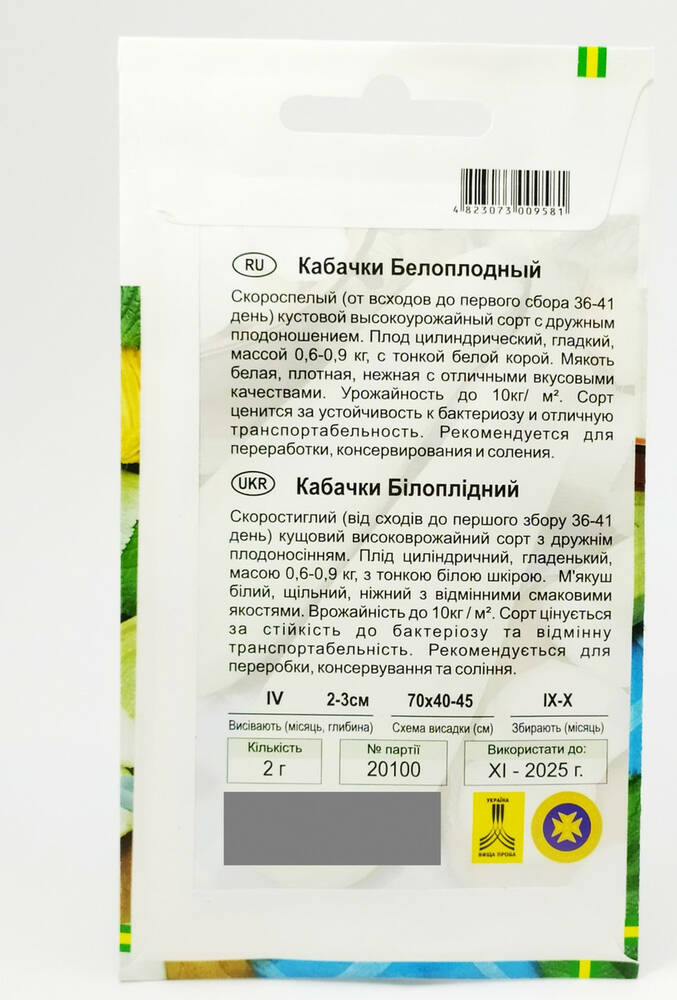 4 823073 009581
RU Кабачки Белоплодный
Скороспелый (от всходов до первого сбора 36-41
день) кустовой высокоурожайный сорт с дружным
плодоношением. Плод цилиндрический, гладкий,
массой 0,6-0,9 кг, с тонкой белой корой. Мякоть
белая, плотная, нежная с отличными вкусовыми
качествами. Урожайность до 10кг/ м². Сорт
ценится за устойчивость к бактериозу и отличную
транспортабельность. Рекомендуется для
переработки, консервирования и соления.
UKR Кабачки Білоплідний
Скоростиглий (від сходів до першого збору 36-41
день) кущовий високоврожайний сорт з дружнім
плодоносінням. Плід циліндричний, гладенький,
масою 0,6-0,9 кг, з тонкою білою шкірою. М'якуш
білий, щільний, ніжний з відмінними смаковими
якостями. Врожайність до 10кг / м². Сорт цінується
за стійкість до бактеріозу та відмінну
транспортабельність. Рекомендується для
переробки, консервування та соління.
IV 2-3см 70x40-45 IX-X
Висівають (місяць, глибина) Схема висадки (см) Збирають (місяць)
Кількість № партії Використати до:
2 г 20100 XI - 2025 г.
УКРАЇНА
ВИЩА ПРОБА